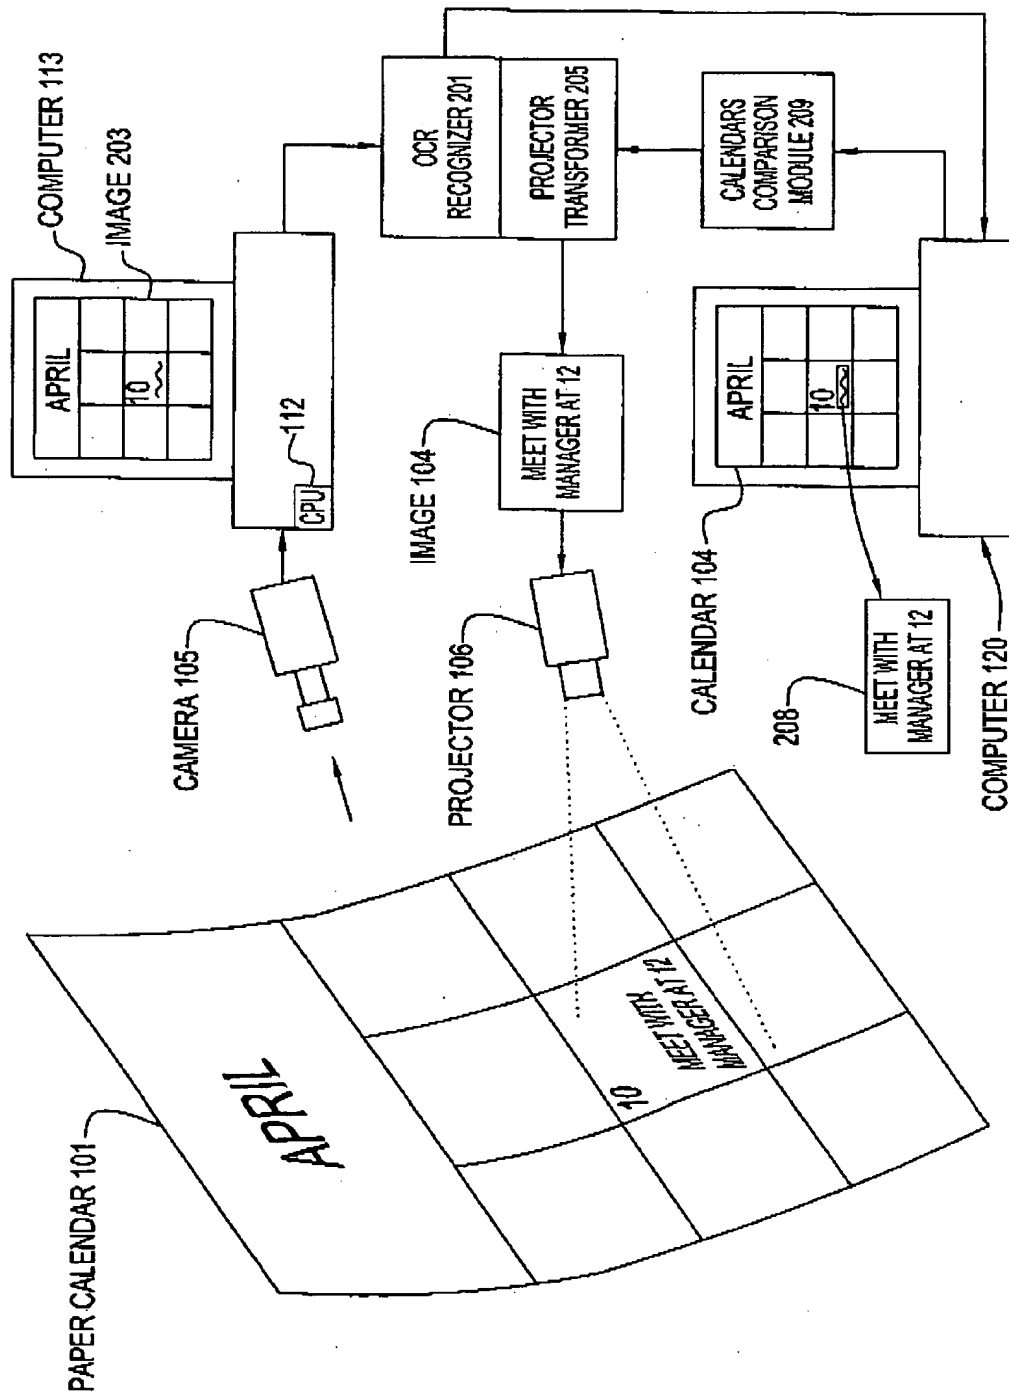 PAPER CALENDAR 101
APRIL
10
MEET WITH
MANAGER AT 12
CAMERA 105
COMPUTER 113
IMAGE 203
APRIL
10
112
CPU
OCR
RECOGNIZER 201
PROJECTOR
TRANSFORMER 205
CALENDARS
COMPARISON
MODULE 209
IMAGE 104
MEET WITH
MANAGER AT 12
PROJECTOR 106
CALENDAR 104
APRIL
10
208
MEET WITH
MANAGER AT 12
COMPUTER 120